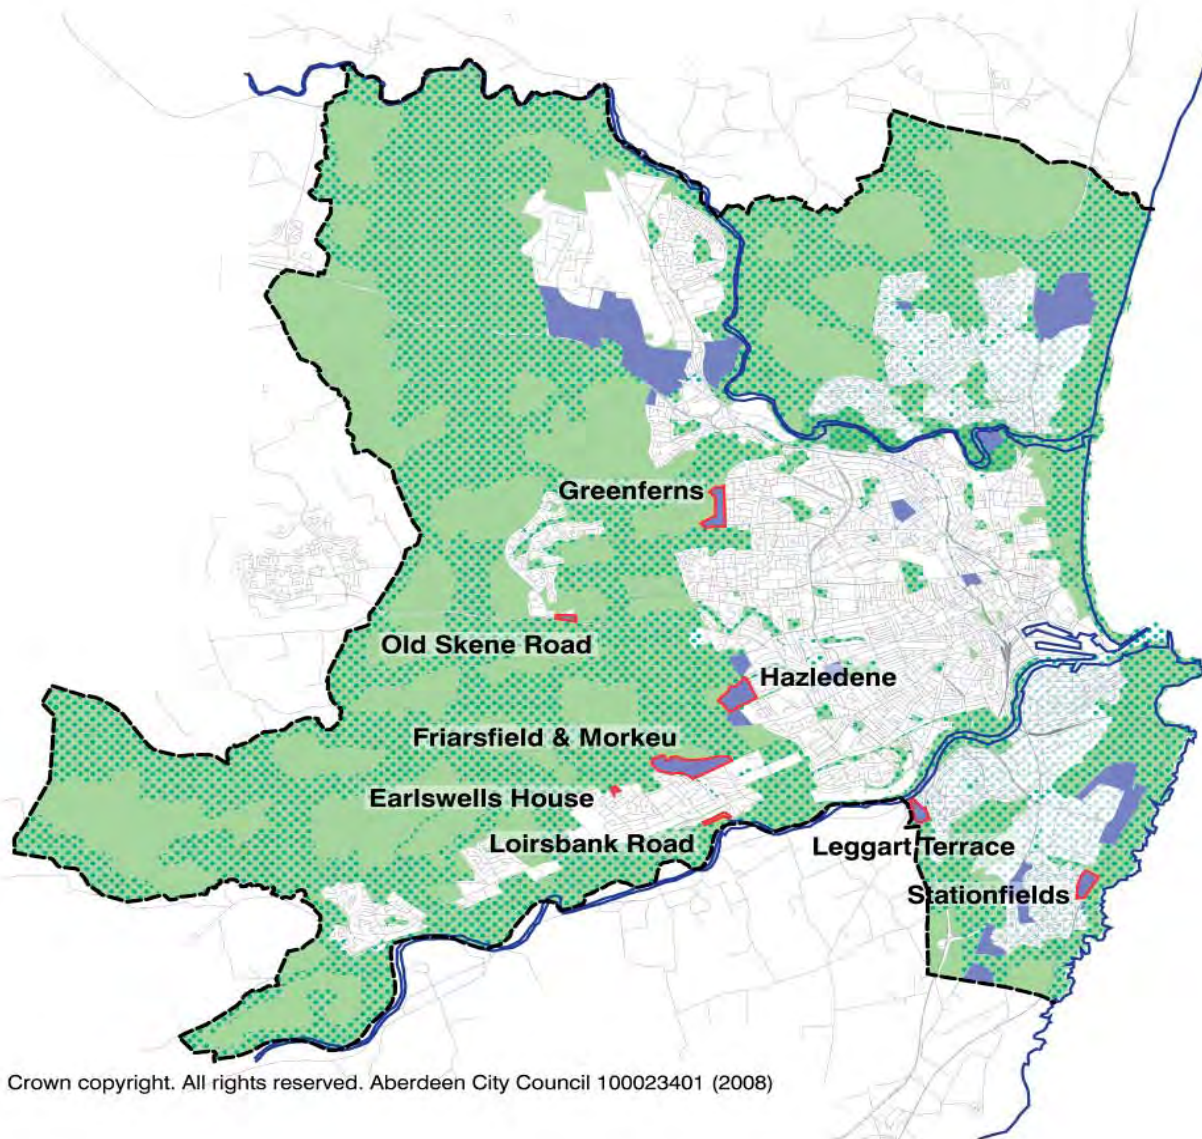 Greenferns
Old Skene Road
Hazledene
Friarsfield & Morkeu
Earlswells House
Loirsbank Road
Leggart Terrace
Stationfields
Crown copyright. All rights reserved. Aberdeen City Council 100023401 (2008)